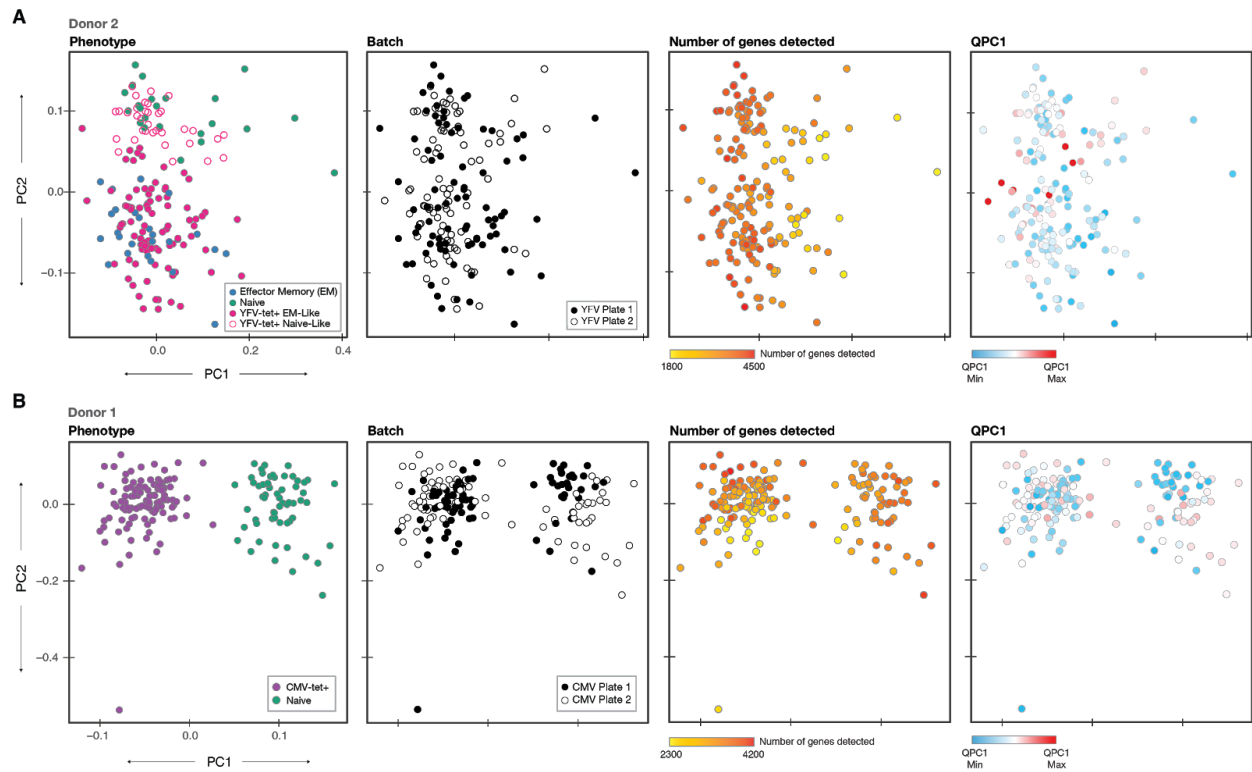 A
Donor 2
Phenotype
Batch
Number of genes detected
QPC1
PC2
0.1
0.0
−0.1
Effector Memory (EM)
Naive
YFV-tet+ EM-Like
YFV-tet+ Naive-Like
YFV Plate 1
YFV Plate 2
0.0
0.2
0.4
PC1
Number of genes detected
1800
4500
QPC1
Min
QPC1
Max
B
Donor 1
Phenotype
Batch
Number of genes detected
QPC1
PC2
0.0
−0.2
−0.4
CMV-tet+
Naive
CMV Plate 1
CMV Plate 2
−0.1
0.0
0.1
PC1
Number of genes detected
2300
4200
QPC1
Min
QPC1
Max